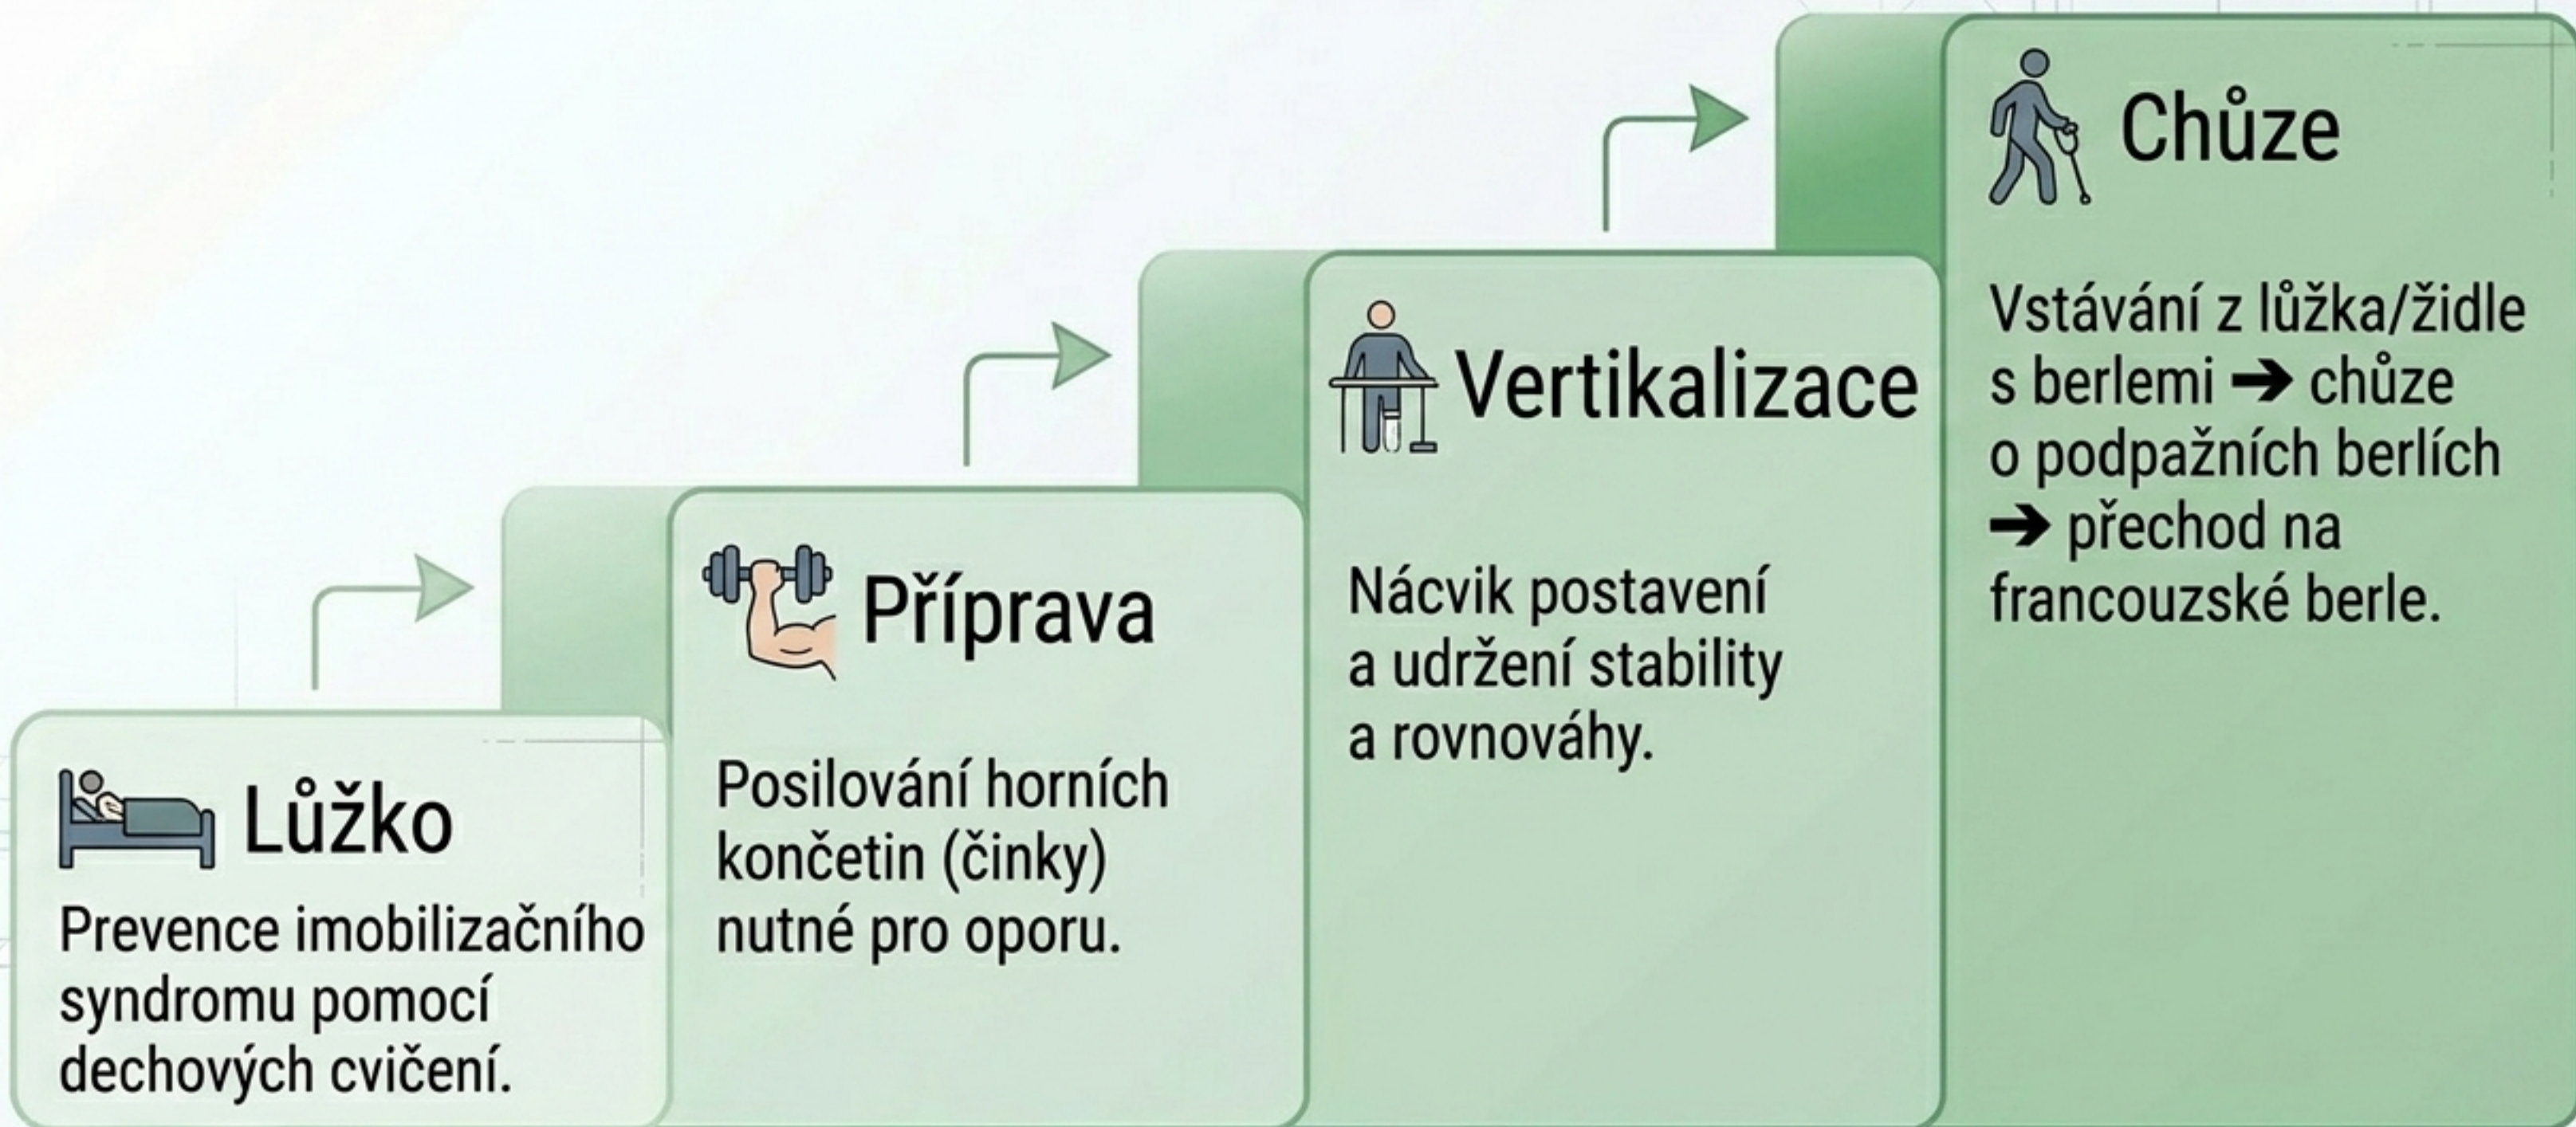 Lůžko
Prevence imobilizačního
syndromu pomocí
dechových cvičení.
Příprava
Posilování horních
končetin (činky)
nutné pro oporu.
Vertikalizace
Nácvik postavení
a udržení stability
a rovnováhy.
Chůze
Vstávání z lůžka/židle
s berlemi ➔ chůze
o podpažních berlích
➔ přechod na
francouzské berle.